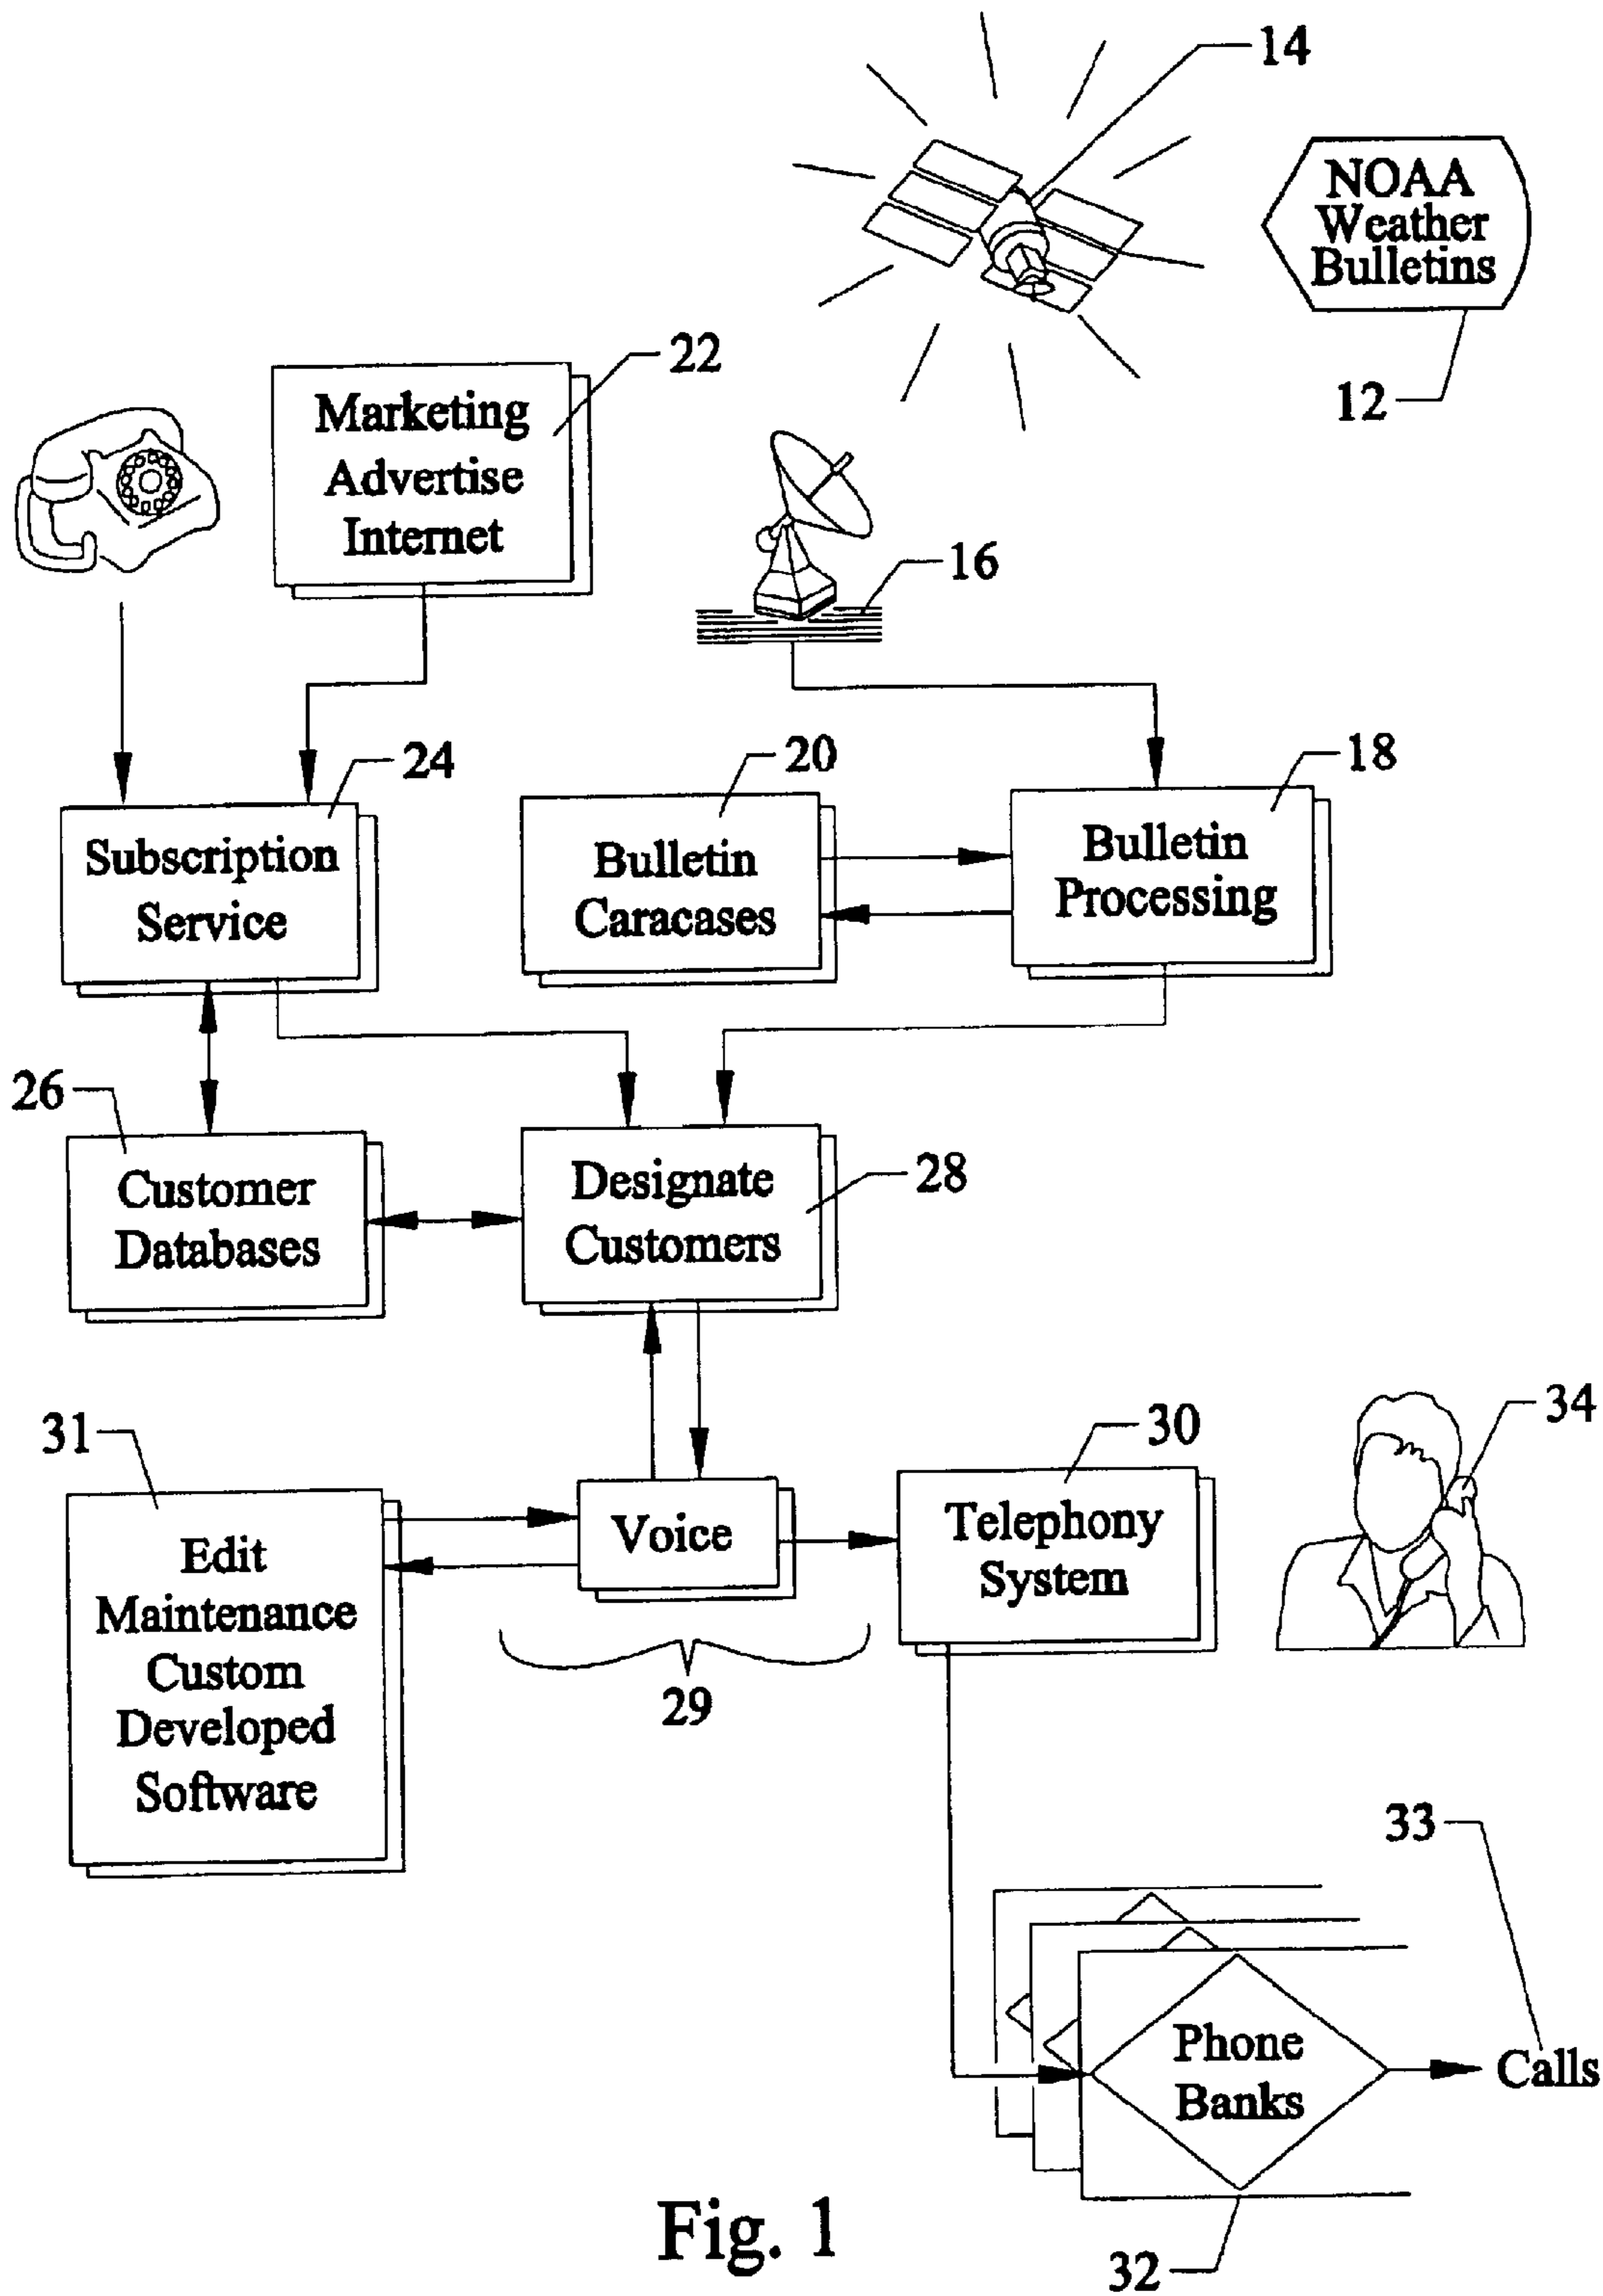 14
NOAA
Weather
Bulletins
12
22
Marketing
Advertise
Internet
16
24
Subscription
Service
20
Bulletin
Caracases
18
Bulletin
Processing
26
Customer
Databases
28
Designate
Customers
31
Edit
Maintenance
Custom
Developed
Software
Voice
29
30
Telephony
System
34
33
Phone
Banks
Calls
32
Fig. 1